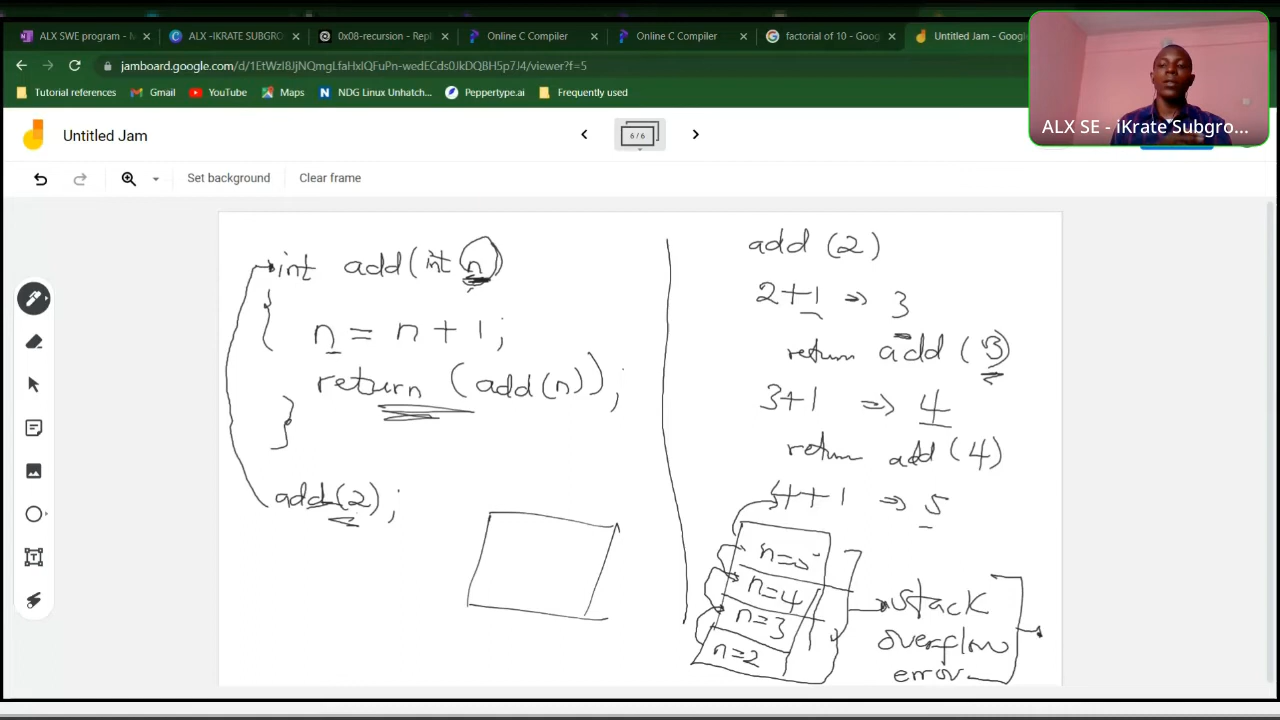 ALX SWE program - M
ALX -IKRATE SUBGRO
0x08-recursion - Repl
Online C Compiler
Online C Compiler
factorial of 10 - Goog
Untitled Jam - Goog
jamboard.google.com/d/1EtWzI8JjNQmgLfaHxIQFuPn-wedECds0JkDQBH5p7J4/viewer?f=5
Tutorial references
Gmail
YouTube
Maps
NDG Linux Unhatch...
Peppertype.ai
Frequently used
ALX SE - iKrate Subgro...
Untitled Jam
6 / 6
Set background
Clear frame
int add(int n)
{
n = n + 1;
return (add(n));
}
add(2);
add (2)
2+1 => 3
return add (3)
3+1 => 4
return add (4)
4+1 => 5
n=5
n=4
n=3
n=2
stack
overflow
error